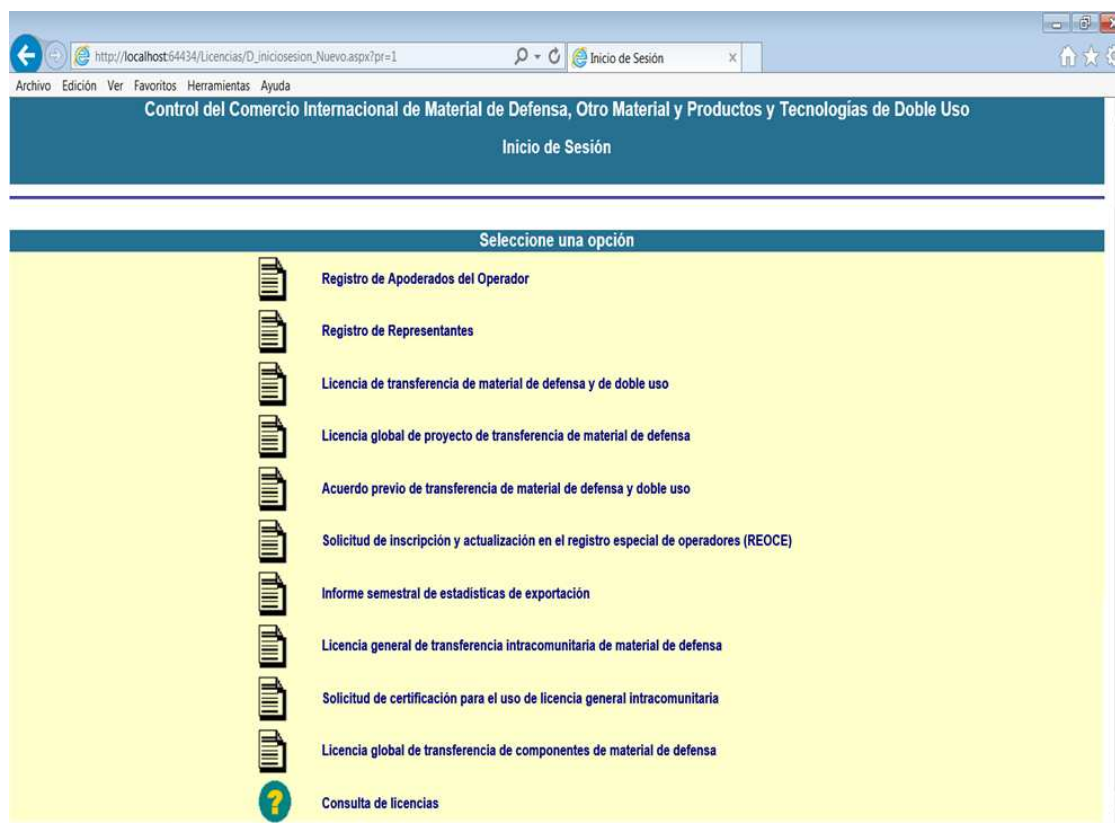 http://localhost:64434/Licencias/D_iniciosesion_Nuevo.aspx?pr=1
Inicio de Sesión
Archivo Edición Ver Favoritos Herramientas Ayuda
Control del Comercio Internacional de Material de Defensa, Otro Material y Productos y Tecnologías de Doble Uso
Inicio de Sesión
Seleccione una opción
Registro de Apoderados del Operador
Registro de Representantes
Licencia de transferencia de material de defensa y de doble uso
Licencia global de proyecto de transferencia de material de defensa
Acuerdo previo de transferencia de material de defensa y doble uso
Solicitud de inscripción y actualización en el registro especial de operadores (REOCE)
Informe semestral de estadísticas de exportación
Licencia general de transferencia intracomunitaria de material de defensa
Solicitud de certificación para el uso de licencia general intracomunitaria
Licencia global de transferencia de componentes de material de defensa
? Consulta de licencias